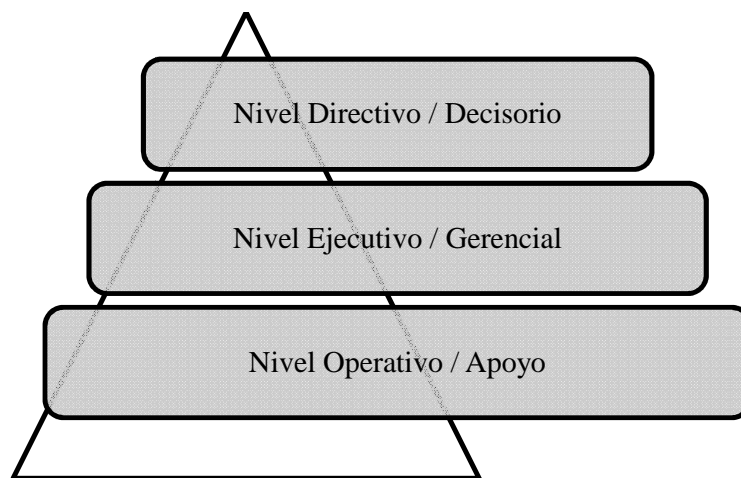 Nivel Directivo / Decisorio
Nivel Ejecutivo / Gerencial
Nivel Operativo / Apoyo